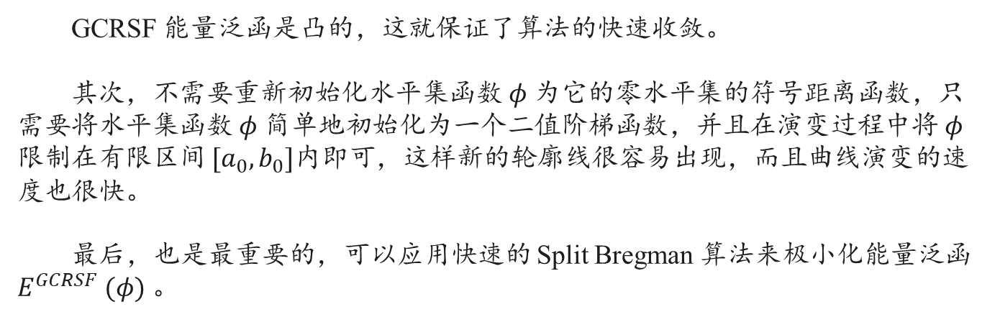 GCRSF 能量泛函是凸的，这就保证了算法的快速收敛。
其次，不需要重新初始化水平集函数 ϕ 为它的零水平集的符号距离函数，只
需要将水平集函数 ϕ 简单地初始化为一个二值阶梯函数，并且在演变过程中将 ϕ
限制在有限区间 [a₀, b₀]内即可，这样新的轮廓线很容易出现，而且曲线演变的速
度也很快。
最后，也是最重要的，可以应用快速的 Split Bregman 算法来极小化能量泛函
E^{GCRSF} (ϕ) 。